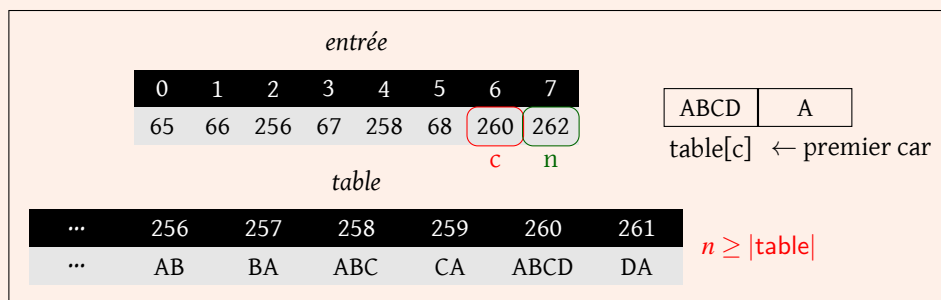 entrée
0 1 2 3 4 5 6 7
65 66 256 67 258 68 260 262
c n
ABCD A
table[c] ← premier car
table
... 256 257 258 259 260 261
... AB BA ABC CA ABCD DA
n ≥ |table|